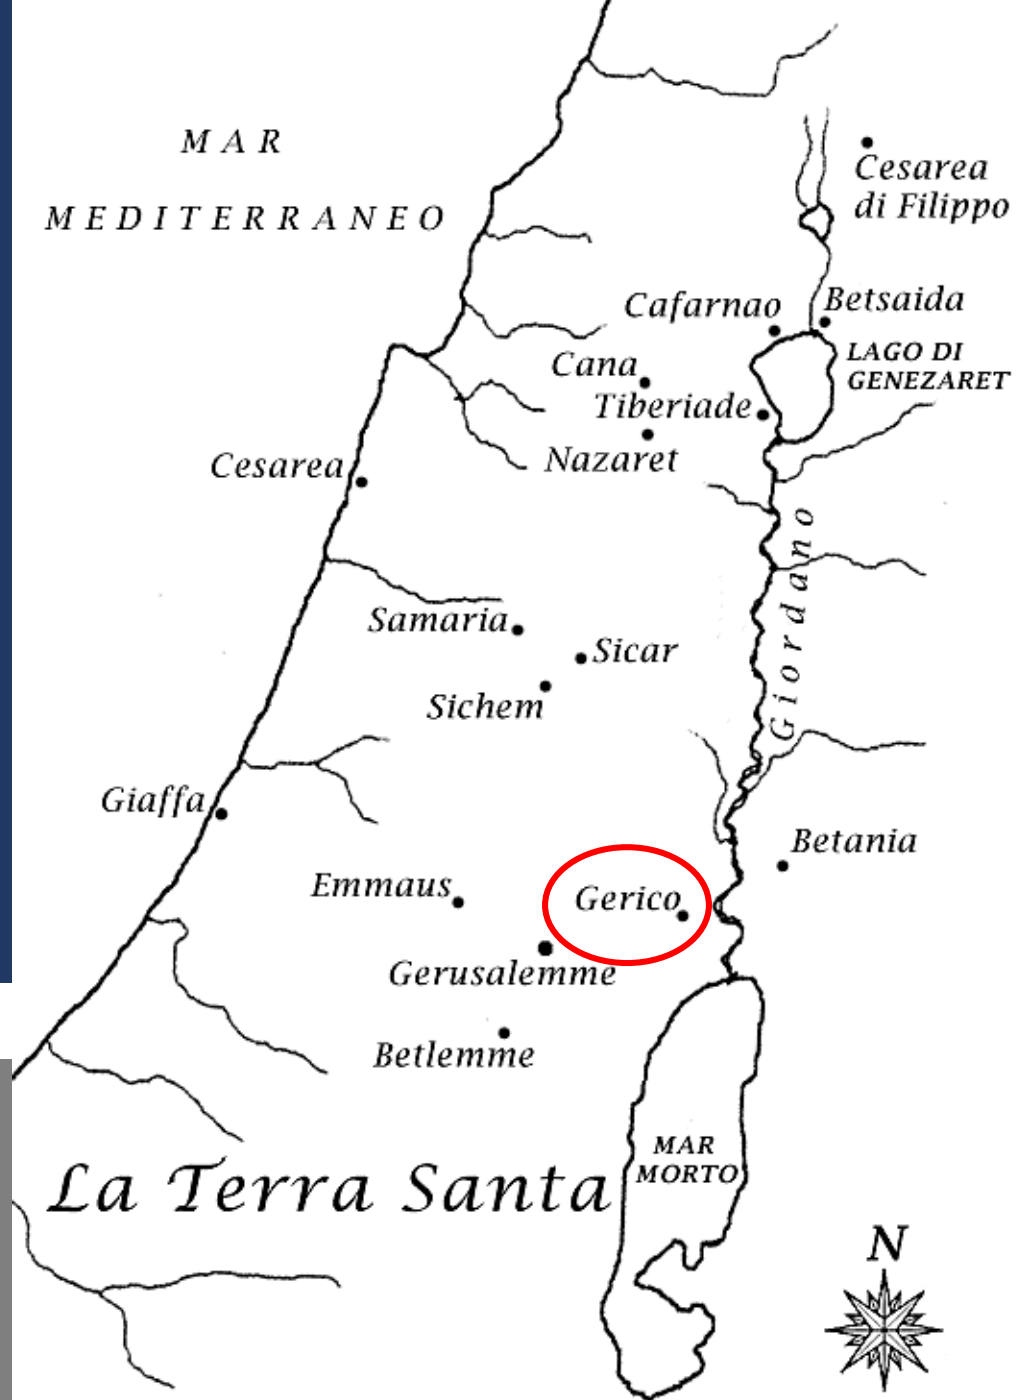 MAR
MEDITERRANEO
Cesarea
di Filippo
Betsaida
Cafarnao
LAGO DI
GENEZARET
Cana
Tiberiade
Nazaret
Cesarea
Giordano
Samaria
Sicar
Sichem
Giaffa
Betania
Emmaus
Gerico
Gerusalemme
Betlemme
MAR
MORTO
La Terra Santa
N